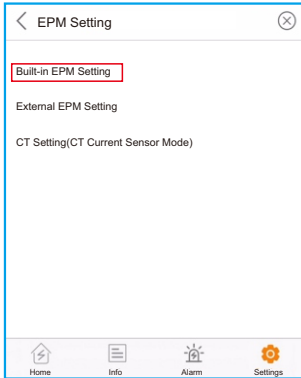 EPM Setting
Built-in EPM Setting
External EPM Setting
CT Setting(CT Current Sensor Mode)
Home Info Alarm Settings